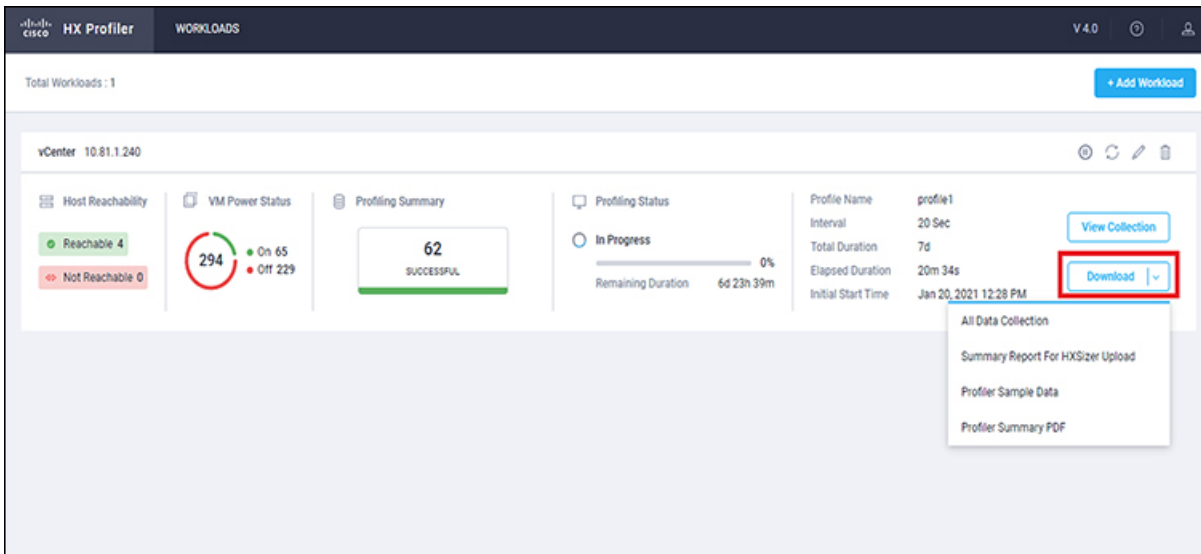 cisco HX Profiler WORKLOADS V 4.0
Total Workloads : 1 + Add Workload
vCenter 10.81.1.240
Host Reachability
Reachable 4
Not Reachable 0
VM Power Status
294
On 65
Off 229
Profiling Summary
62
SUCCESSFUL
Profiling Status
In Progress
0%
Remaining Duration 6d 23h 39m
Profile Name profile1
Interval 20 Sec
Total Duration 7d
Elapsed Duration 20m 34s
Initial Start Time Jan 20, 2021 12:28 PM
View Collection
Download
All Data Collection
Summary Report For HXSizer Upload
Profiler Sample Data
Profiler Summary PDF